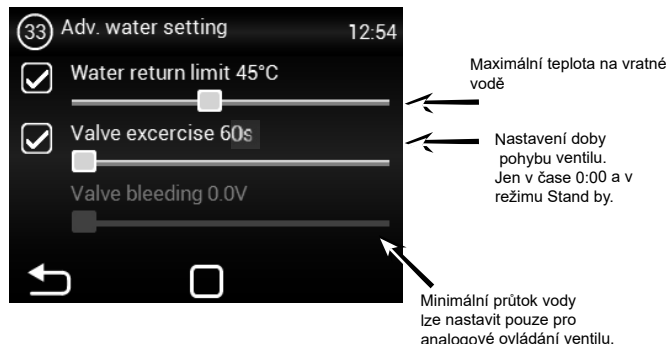 33 Adv. water setting 12:54
Water return limit 45°C
Valve excercise 60s
Valve bleeding 0.0V
Maximální teplota na vratné
vodě
Nastavení doby
pohybu ventilu.
Jen v čase 0:00 a v
režimu Stand by.
Minimální průtok vody
lze nastavit pouze pro
analogové ovládání ventilu.